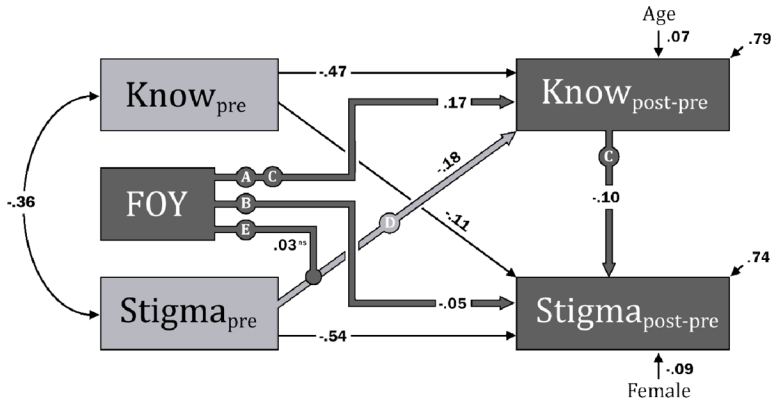 Age
.07
.79
-.47
Know pre
Know post-pre
.17
A C
-.18
C
-.36
FOY
B
D
-.10
E
-.11
.03 ns
.74
Stigma pre
-.05
Stigma post-pre
-.54
-.09
Female